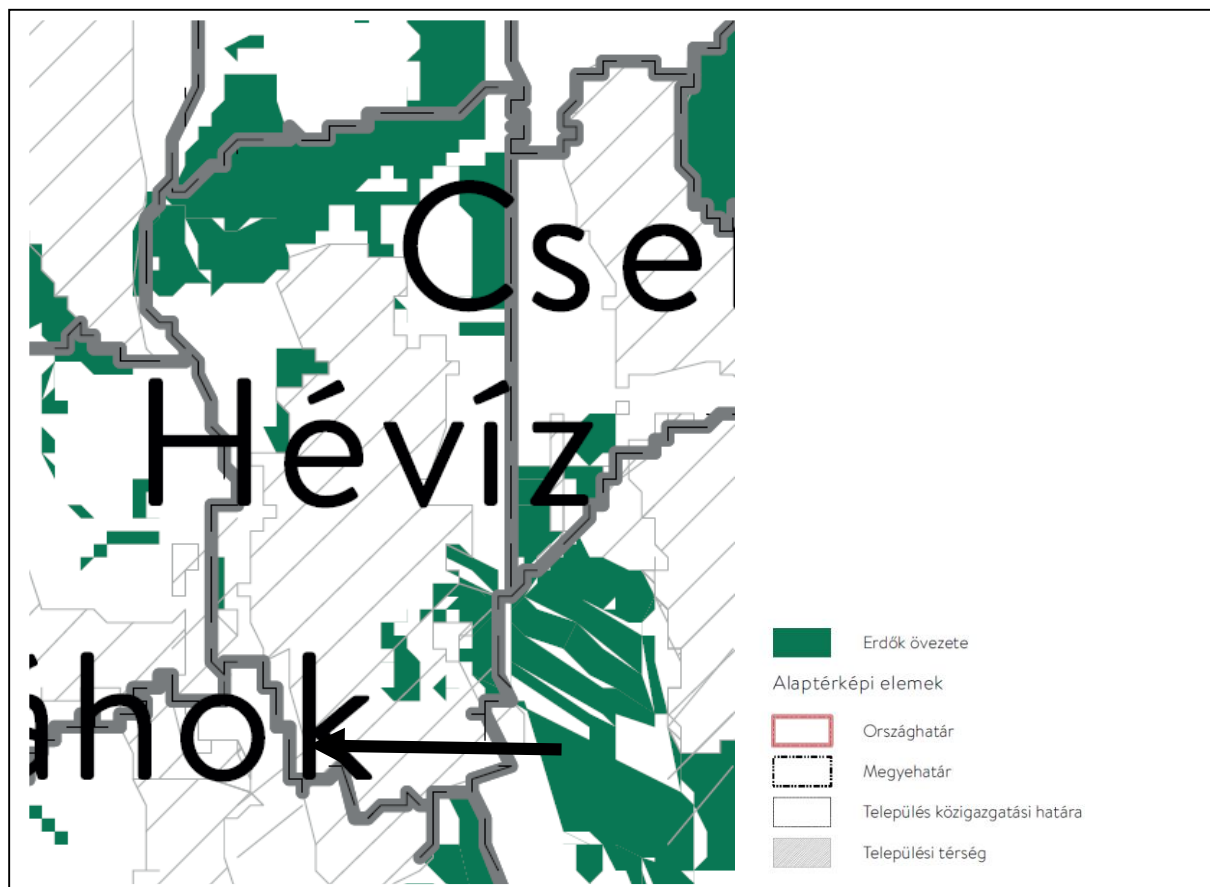 Cse
Hévíz
hok
Erdők övezete
Alaptérképi elemek
Országhatár
Megyehatár
Település közigazgatási határa
Települési térség